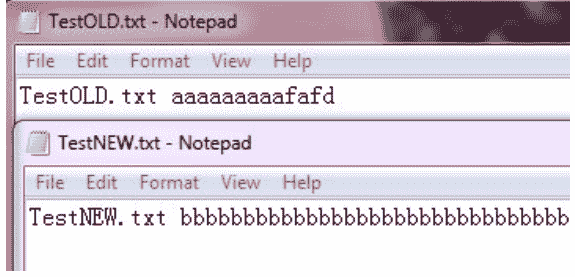 TestOLD.txt - Notepad
File Edit Format View Help
TestOLD.txt aaaaaaaaafafd
TestNEW.txt - Notepad
File Edit Format View Help
TestNEW.txt bbbbbbbbbbbbbbbbbbbbbbbbbbbbbbb